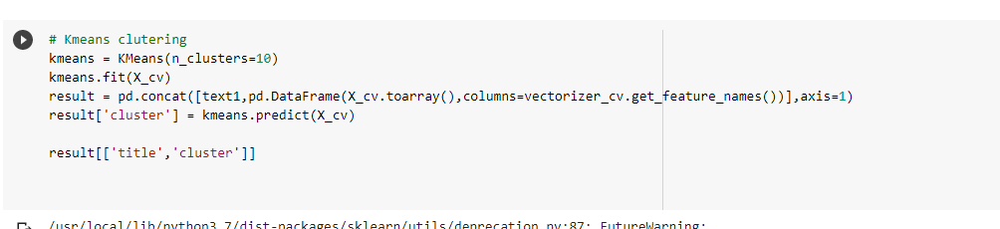 # Kmeans clutering
kmeans = KMeans(n_clusters=10)
kmeans.fit(X_cv)
result = pd.concat([text1,pd.DataFrame(X_cv.toarray(),columns=vectorizer_cv.get_feature_names())],axis=1)
result['cluster'] = kmeans.predict(X_cv)
result[['title','cluster']]
/usr/local/lib/python3.7/dist-packages/sklearn/utils/deprecation.py:87: FutureWarning: